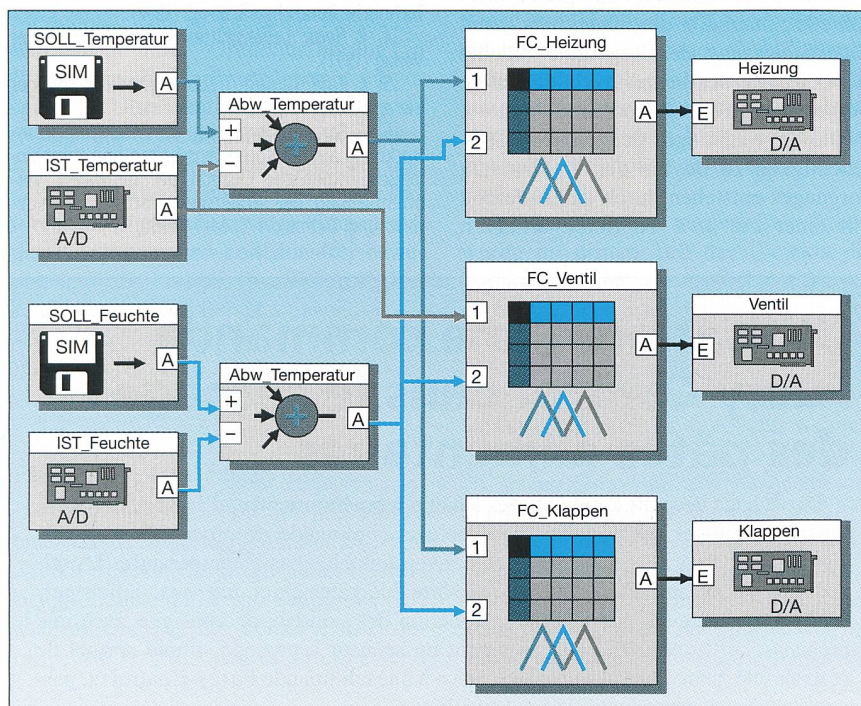 SOLL_Temperatur
SIM
A
IST_Temperatur
A
A/D
Abw_Temperatur
+
−
A
SOLL_Feuchte
SIM
A
IST_Feuchte
A
A/D
Abw_Temperatur
+
−
A
FC_Heizung
1
2
A
Heizung
E
D/A
FC_Ventil
1
2
A
Ventil
E
D/A
FC_Klappen
1
2
A
Klappen
E
D/A